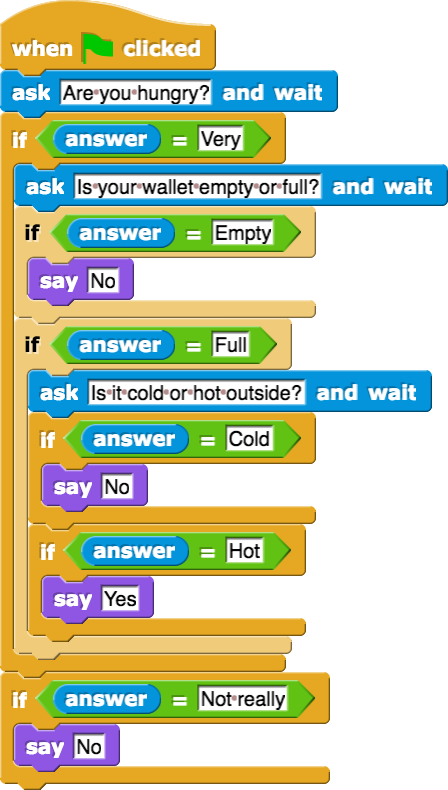 when clicked
ask Are you hungry? and wait
if answer = Very
ask Is your wallet empty or full? and wait
if answer = Empty
say No
if answer = Full
ask Is it cold or hot outside? and wait
if answer = Cold
say No
if answer = Hot
say Yes
if answer = Not really
say No